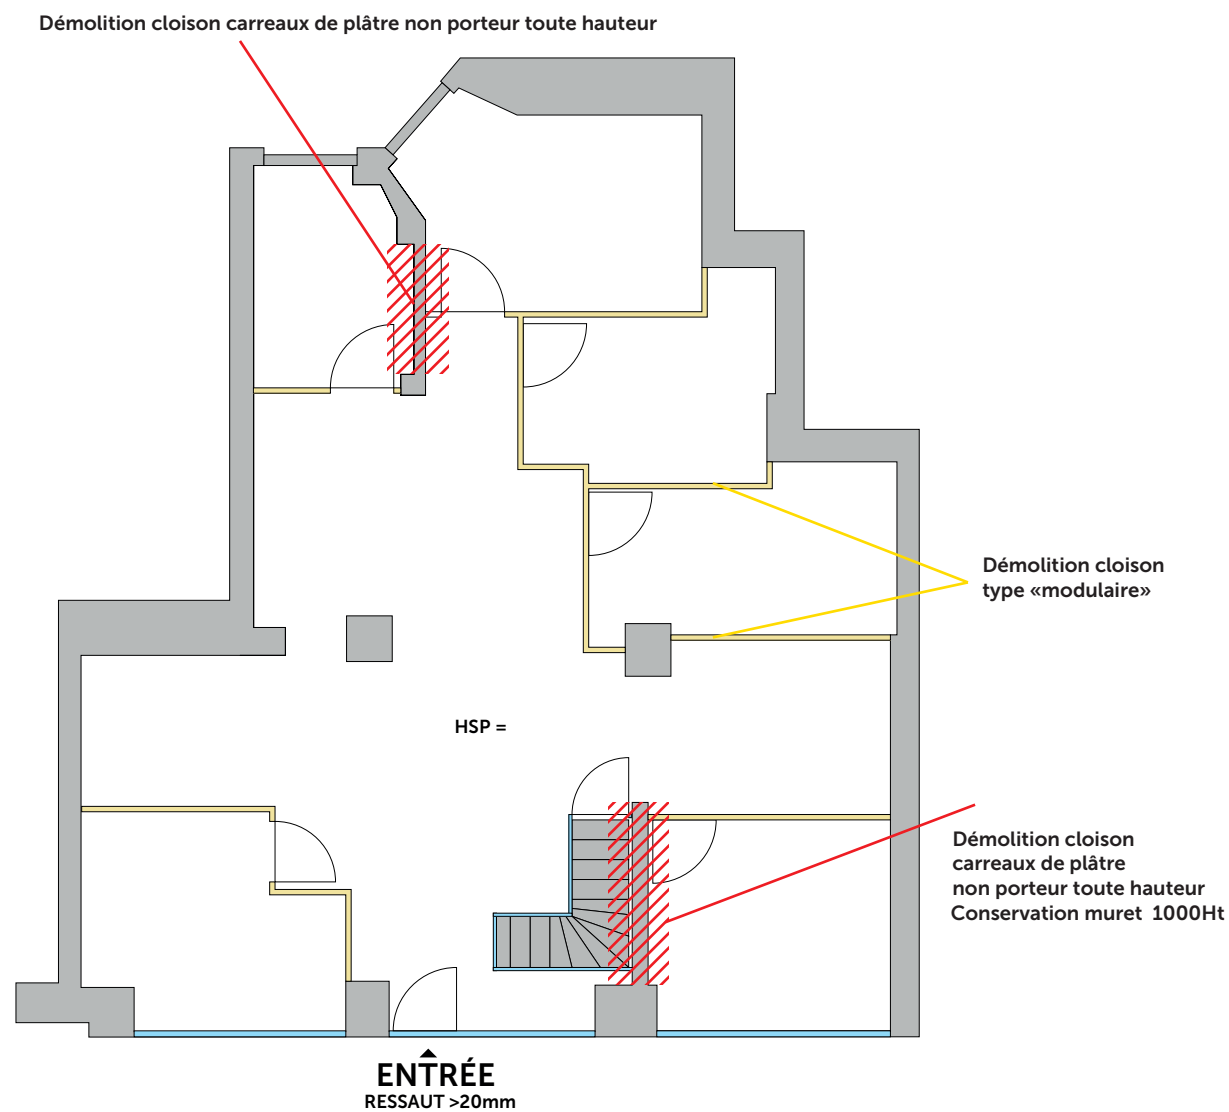 Démolition cloison carreaux de plâtre non porteur toute hauteur
Démolition cloison
type «modulaire»
HSP =
Démolition cloison
carreaux de plâtre
non porteur toute hauteur
Conservation muret 1000Ht
ENTRÉE
RESSAUT >20mm